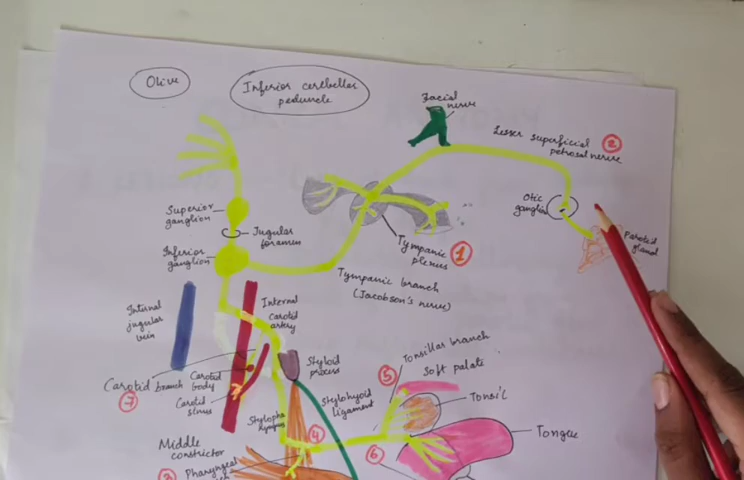 Olive
Inferior cerebellar
peduncle
Facial
nerve
Lesser superficial
petrosal nerve
2
Otic
ganglion
Parotid
gland
Superior
ganglion
Jugular
foramen
Inferior
ganglion
Tympanic
plexus
1
Tympanic branch
(Jacobson's nerve)
Internal
jugular
vein
Internal
carotid
artery
Carotid branch
7
Carotid
body
Carotid
sinus
Styloid
process
Stylohyoid
ligament
Tonsillar branch
5
Soft palate
Tonsil
Tongue
4
6
Middle
constrictor
Pharyngeal